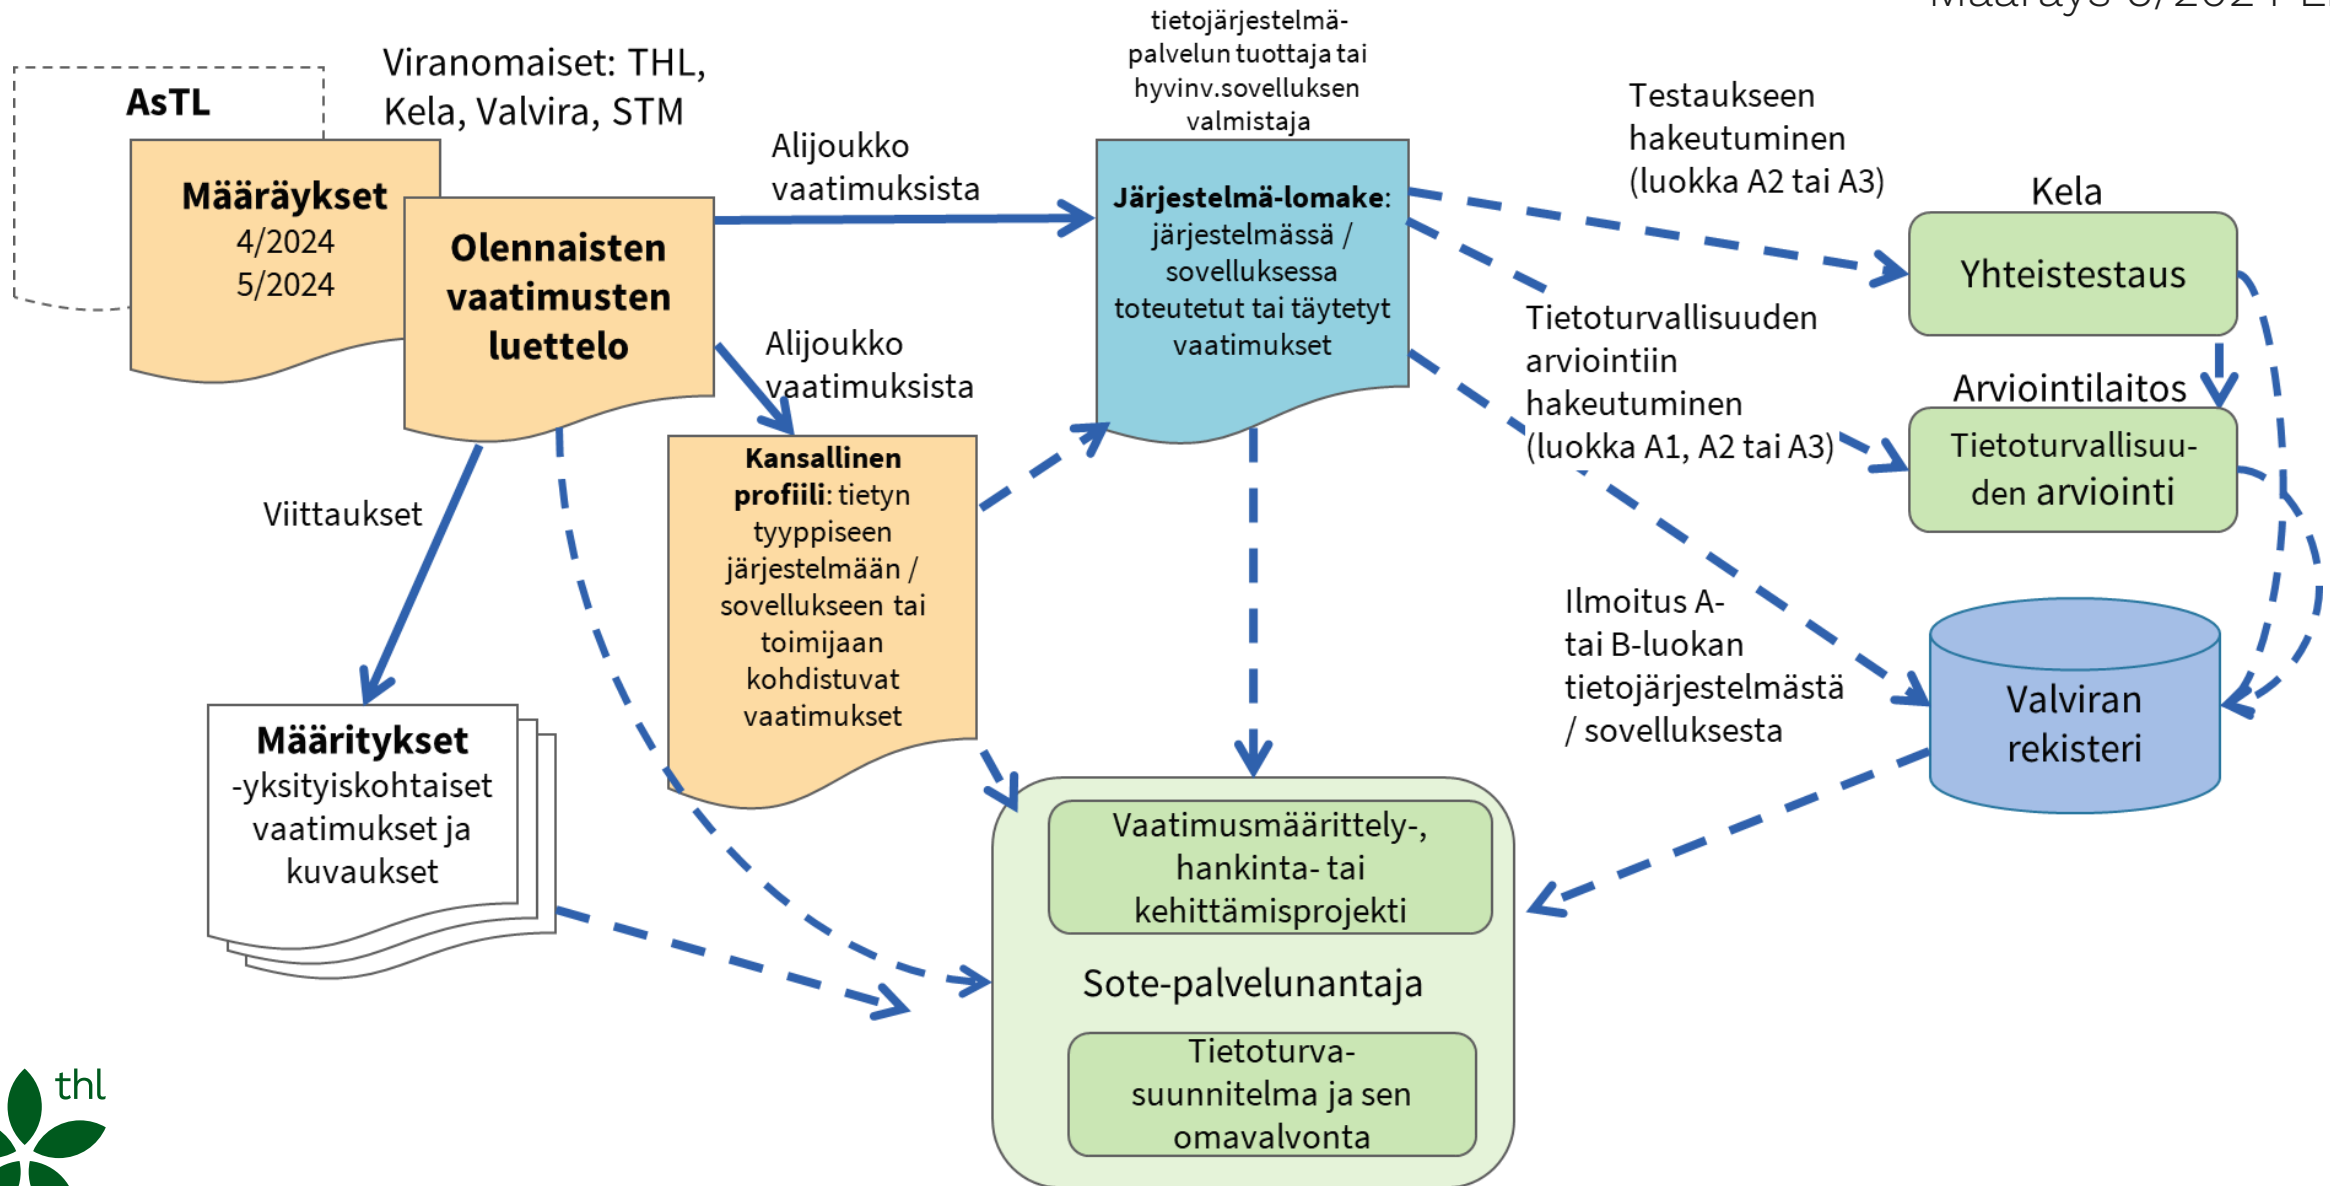 AsTL
Viranomaiset: THL,
Kela, Valvira, STM
Määräykset
4/2024
5/2024
Olennaisten
vaatimusten
luettelo
Alijoukko
vaatimuksista
Alijoukko
vaatimuksista
Viittaukset
Määritykset
-yksityiskohtaiset
vaatimukset ja
kuvaukset
Kansallinen
profiili: tietyn
tyyppiseen
järjestelmään /
sovellukseen tai
toimijaan
kohdistuvat
vaatimukset
tietojärjestelmä-
palvelun tuottaja tai
hyvinv.sovelluksen
valmistaja
Järjestelmä-lomake:
järjestelmässä /
sovelluksessa
toteutetut tai täytetyt
vaatimukset
Testaukseen
hakeutuminen
(luokka A2 tai A3)
Tietoturvallisuuden
arviointiin
hakeutuminen
(luokka A1, A2 tai A3)
Ilmoitus A-
tai B-luokan
tietojärjestelmästä
/ sovelluksesta
Kela
Yhteistestaus
Arviointilaitos
Tietoturvallisuu-
den arviointi
Valviran
rekisteri
Vaatimusmäärittely-,
hankinta- tai
kehittämisprojekti
Sote-palvelunantaja
Tietoturva-
suunnitelma ja sen
omavalvonta
thl